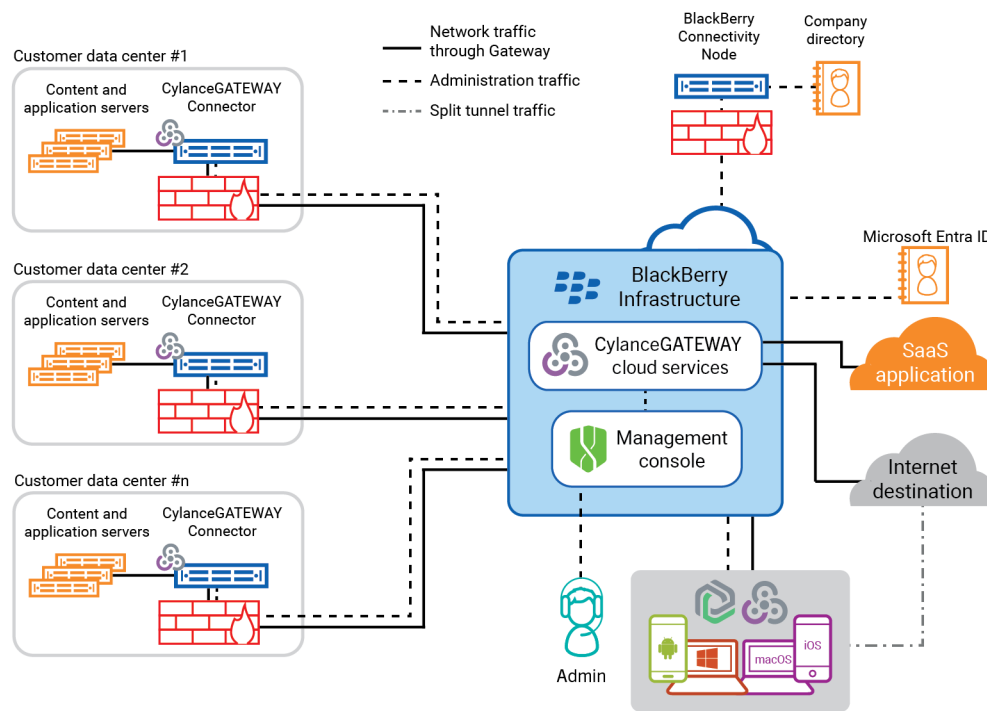 Network traffic
through Gateway
Administration traffic
Split tunnel traffic
BlackBerry
Connectivity
Node
Company
directory
Customer data center #1
Content and
application servers
CylanceGATEWAY
Connector
Customer data center #2
Content and
application servers
CylanceGATEWAY
Connector
Customer data center #n
Content and
application servers
CylanceGATEWAY
Connector
BlackBerry
Infrastructure
CylanceGATEWAY
cloud services
Management
console
Microsoft Entra ID
SaaS
application
Internet
destination
Admin
macOS
iOS